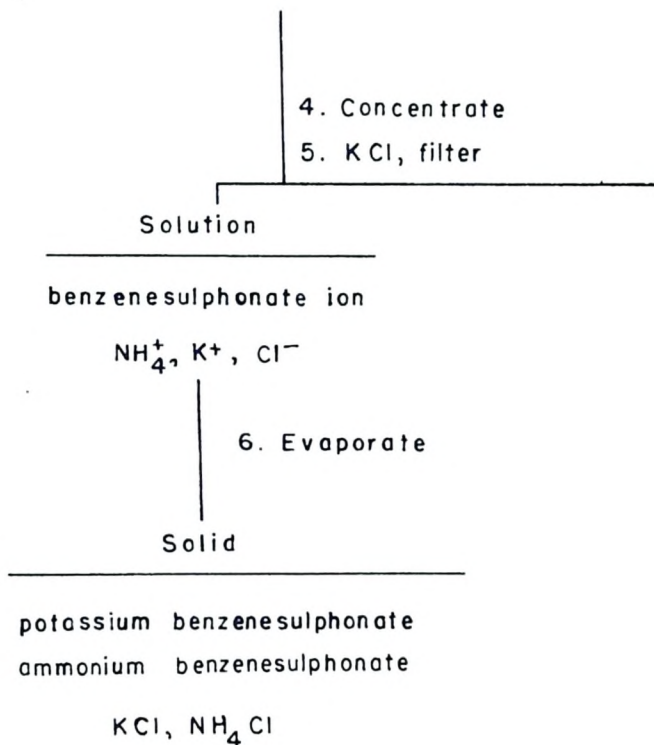 4. Concentrate
5. KCl, filter
Solution
benzenesulphonate ion
NH₄⁺, K⁺, Cl⁻
6. Evaporate
Solid
potassium benzenesulphonate
ammonium benzenesulphonate
KCl, NH₄Cl